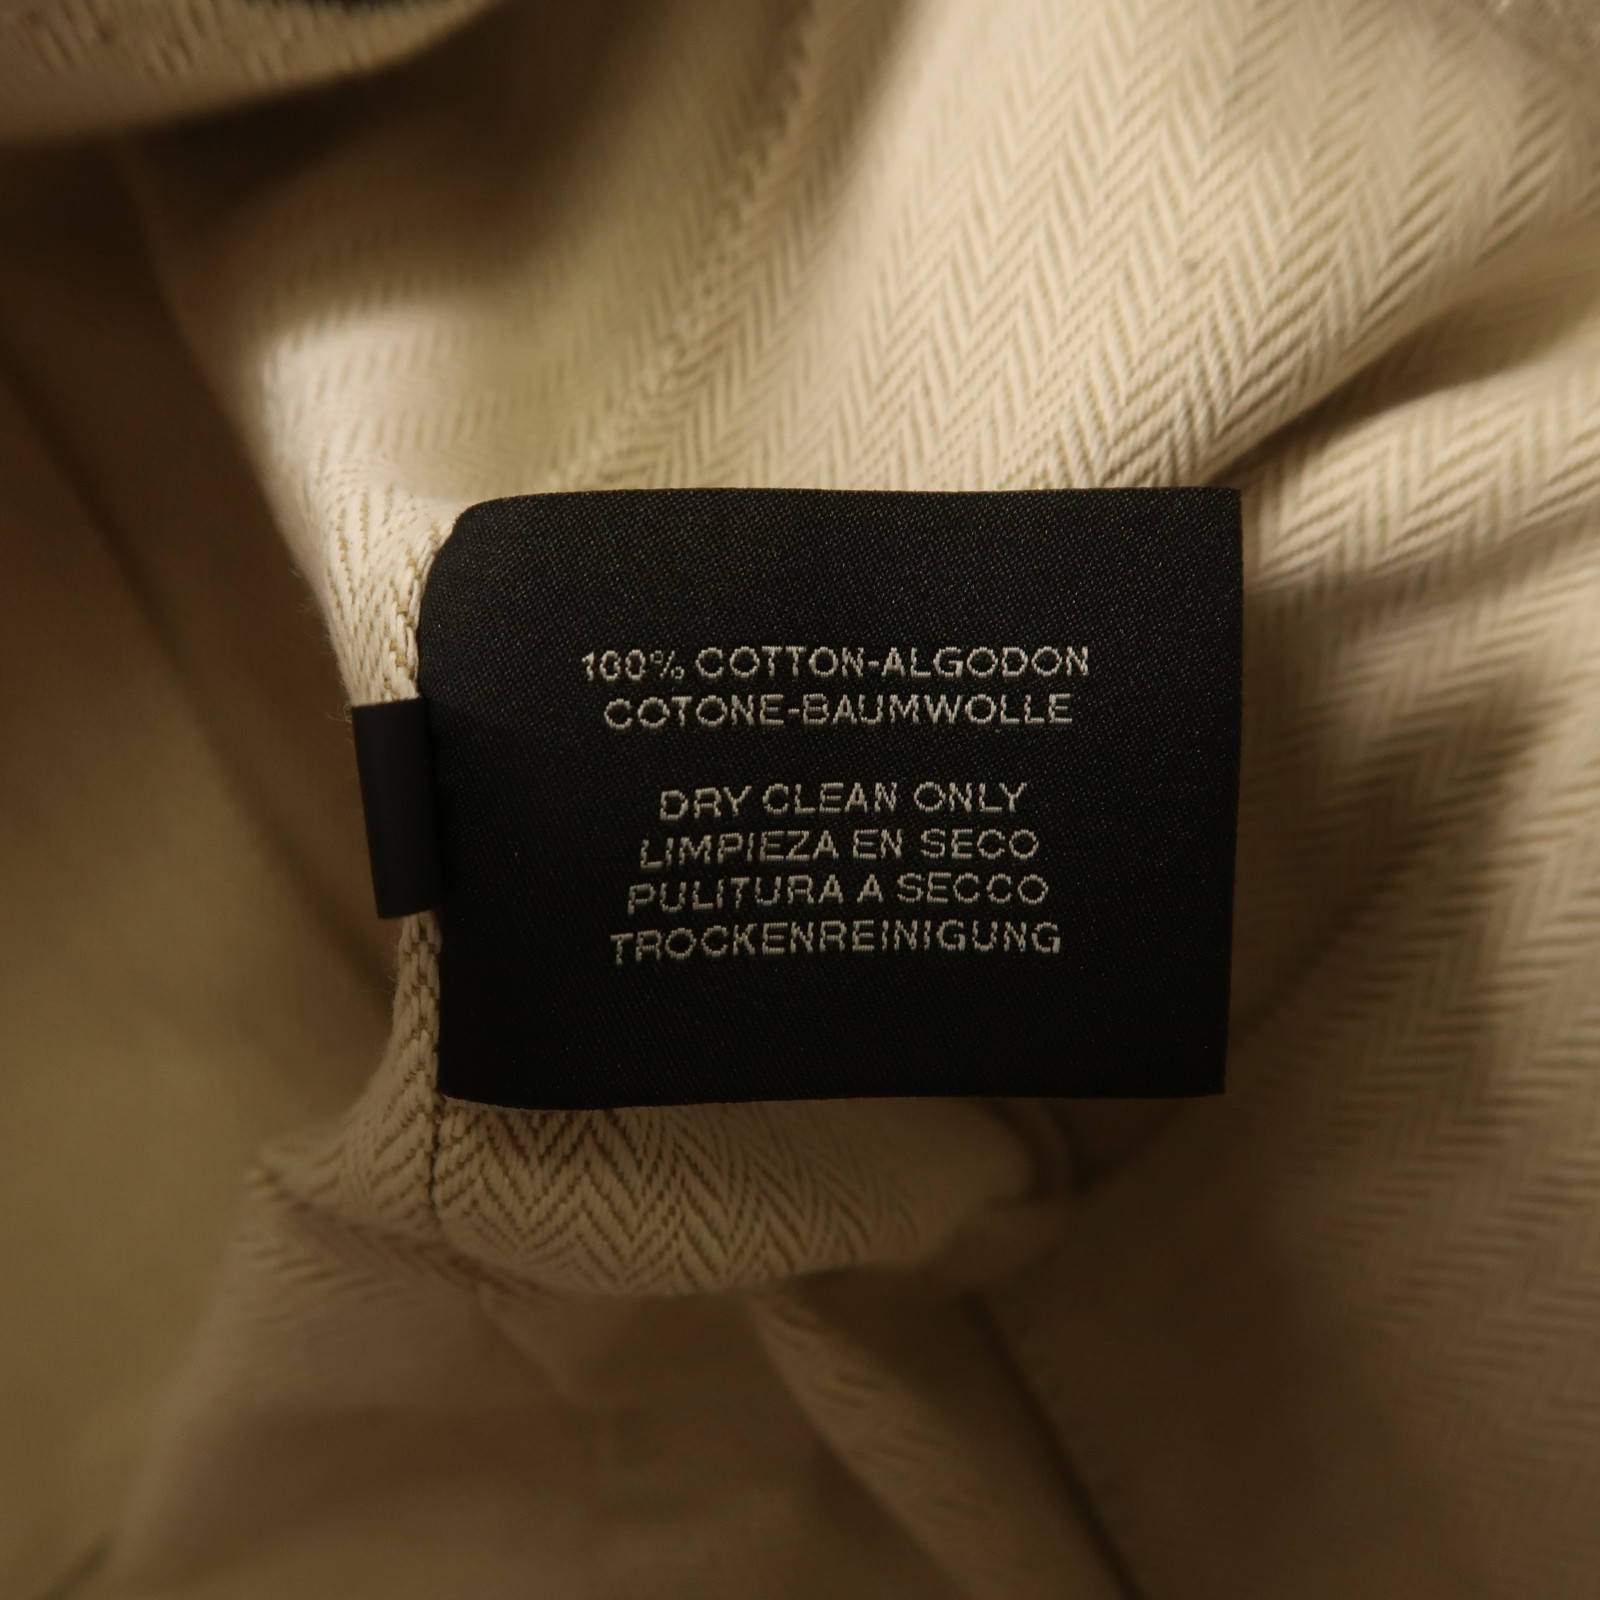 100% COTTON-ALGODON
COTONE-BAUMWOLLE
DRY CLEAN ONLY
LIMPIEZA EN SECO
PULITURA A SECCO
TROCKENREINIGUNG